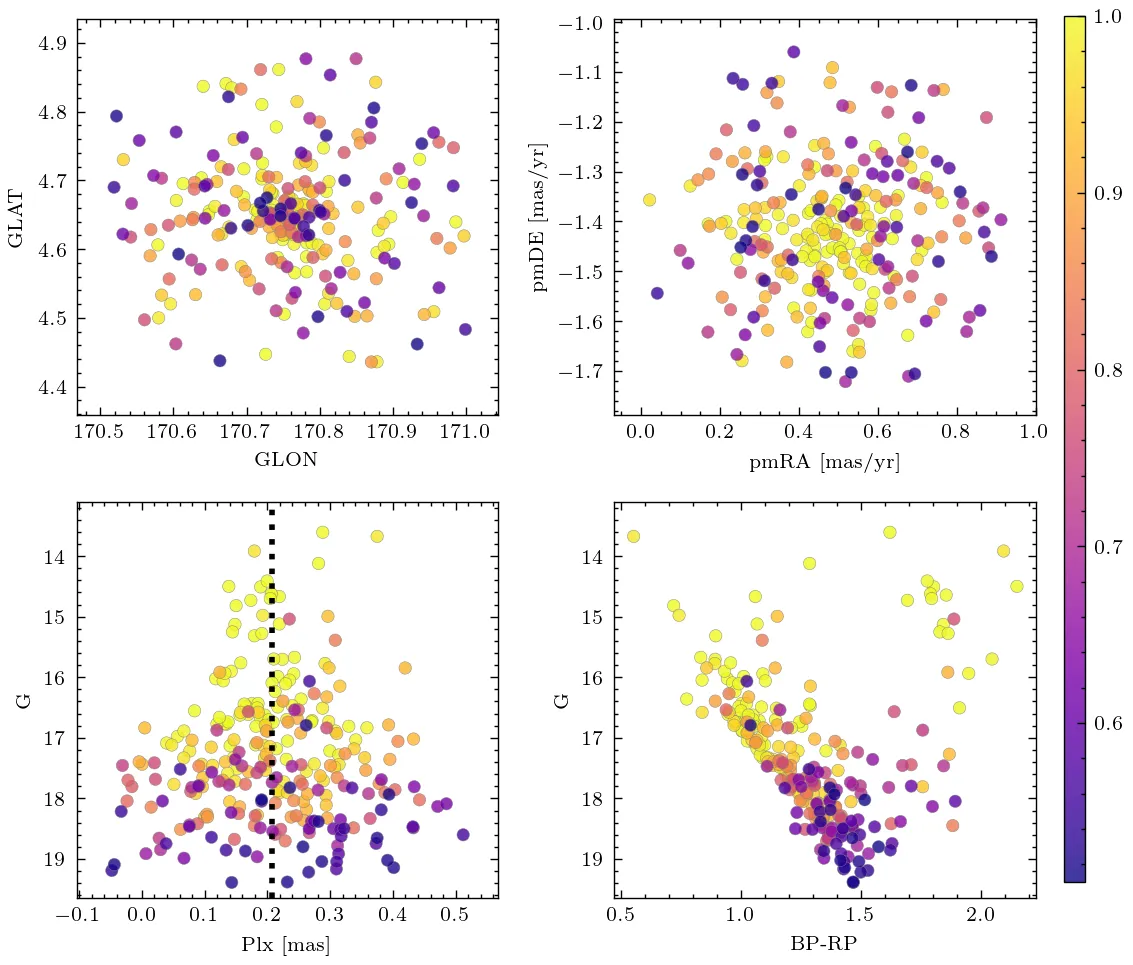 4.9
4.8
4.7
4.6
4.5
4.4
GLAT
170.5 170.6 170.7 170.8 170.9 171.0
GLON
−1.0
−1.1
−1.2
−1.3
−1.4
−1.5
−1.6
−1.7
pmDE [mas/yr]
0.0 0.2 0.4 0.6 0.8 1.0
pmRA [mas/yr]
14
15
16
17
18
19
G
−0.1 0.0 0.1 0.2 0.3 0.4 0.5
Plx [mas]
14
15
16
17
18
19
G
0.5 1.0 1.5 2.0
BP-RP
1.0
0.9
0.8
0.7
0.6